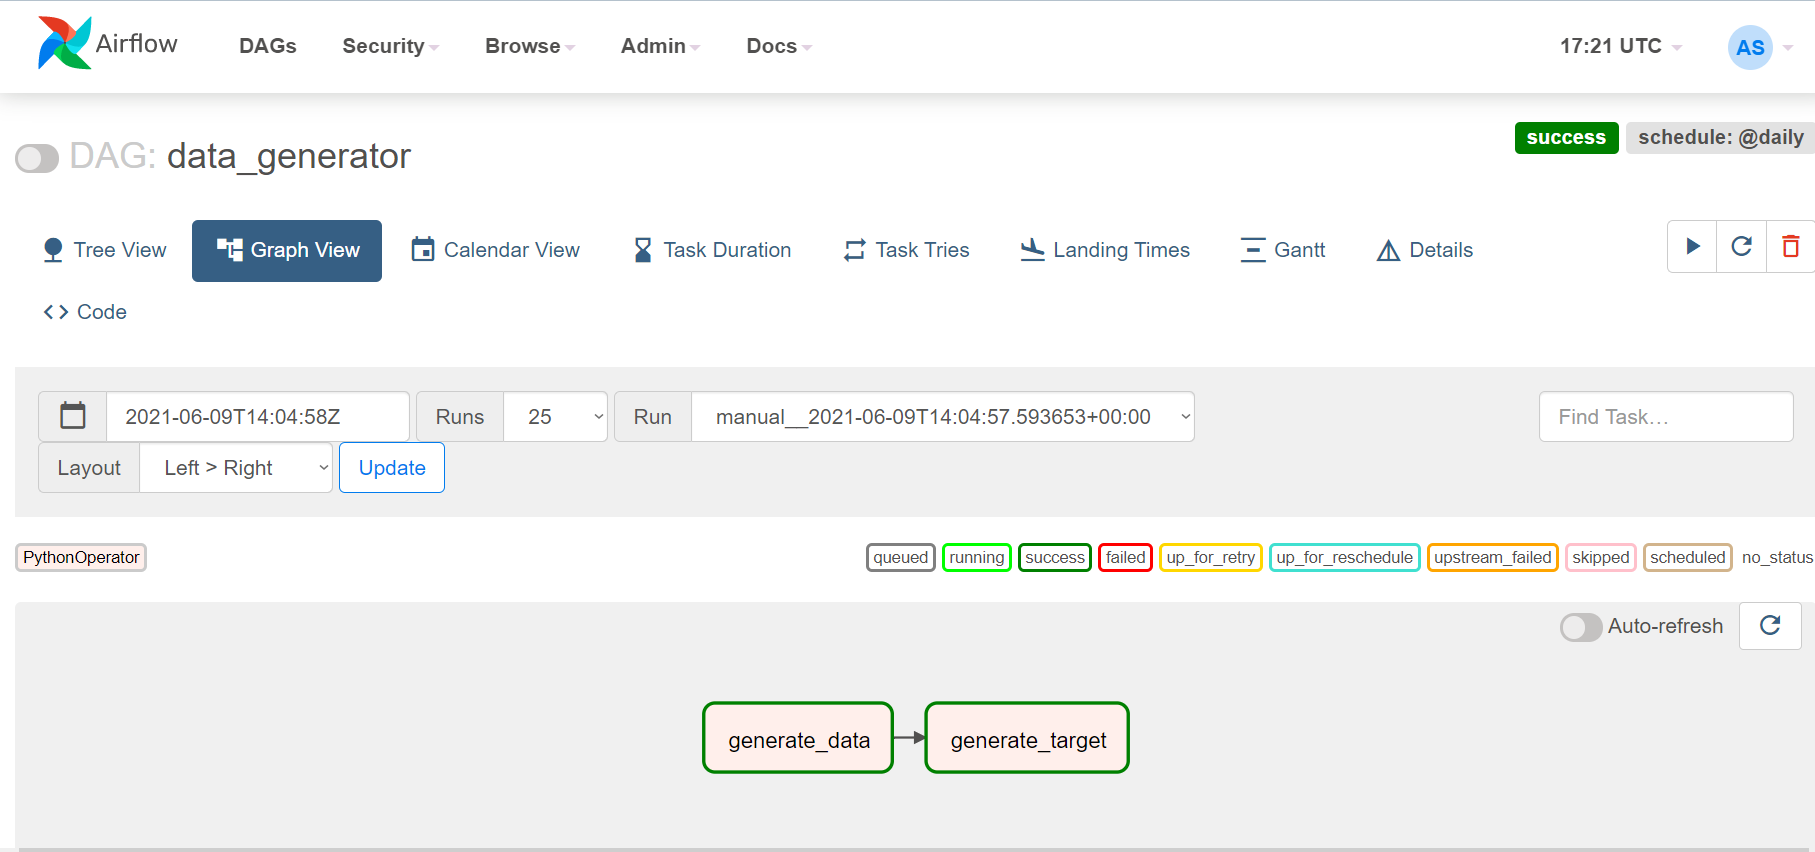 Airflow DAGs Security Browse Admin Docs 17:21 UTC AS
DAG: data_generator success schedule: @daily
Tree View Graph View Calendar View Task Duration Task Tries Landing Times Gantt Details
Code
2021-06-09T14:04:58Z Runs 25 Run manual__2021-06-09T14:04:57.593653+00:00 Find Task…
Layout Left > Right Update
PythonOperator queued running success failed up_for_retry up_for_reschedule upstream_failed skipped scheduled no_status
Auto-refresh
generate_data generate_target